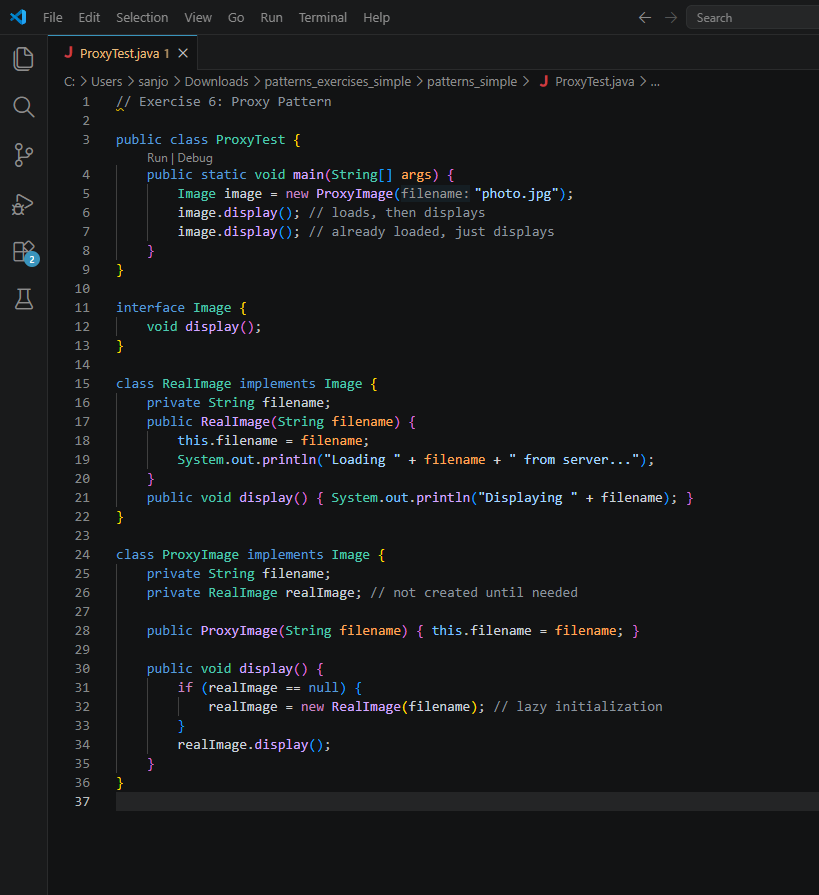 File Edit Selection View Go Run Terminal Help Search
J ProxyTest.java 1
C: > Users > sanjo > Downloads > patterns_exercises_simple > patterns_simple > J ProxyTest.java > ...
1 // Exercise 6: Proxy Pattern
2
3 public class ProxyTest {
Run | Debug
4 public static void main(String[] args) {
5 Image image = new ProxyImage(filename: "photo.jpg");
6 image.display(); // loads, then displays
7 image.display(); // already loaded, just displays
8 }
9 }
10
11 interface Image {
12 void display();
13 }
14
15 class RealImage implements Image {
16 private String filename;
17 public RealImage(String filename) {
18 this.filename = filename;
19 System.out.println("Loading " + filename + " from server...");
20 }
21 public void display() { System.out.println("Displaying " + filename); }
22 }
23
24 class ProxyImage implements Image {
25 private String filename;
26 private RealImage realImage; // not created until needed
27
28 public ProxyImage(String filename) { this.filename = filename; }
29
30 public void display() {
31 if (realImage == null) {
32 realImage = new RealImage(filename); // lazy initialization
33 }
34 realImage.display();
35 }
36 }
37
2